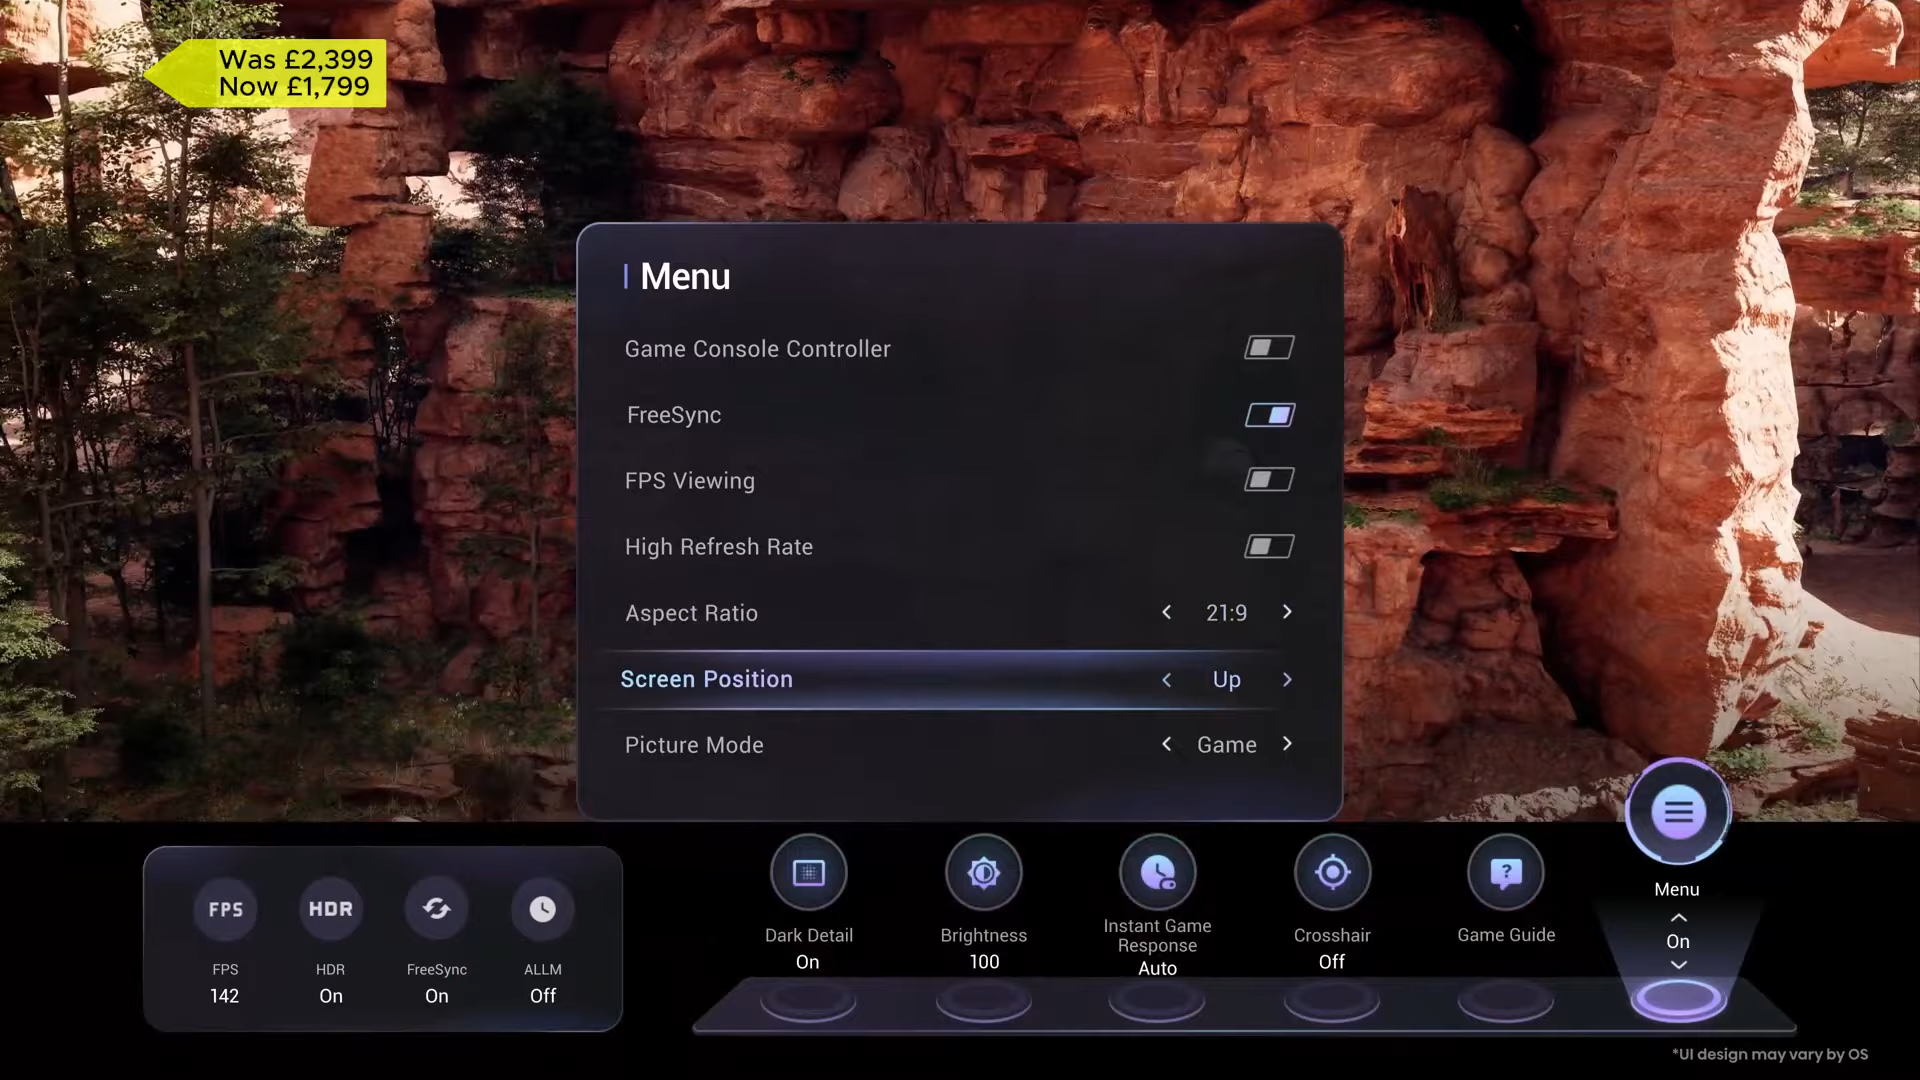 Was £2,399
Now £1,799
Menu
Game Console Controller
FreeSync
FPS Viewing
High Refresh Rate
Aspect Ratio < 21:9 >
Screen Position < Up >
Picture Mode < Game >
FPS HDR
FPS HDR FreeSync ALLM
142 On On Off
Dark Detail
On
Brightness
100
Instant Game
Response
Auto
Crosshair
Off
?
Game Guide
Menu
On
*UI design may vary by OS